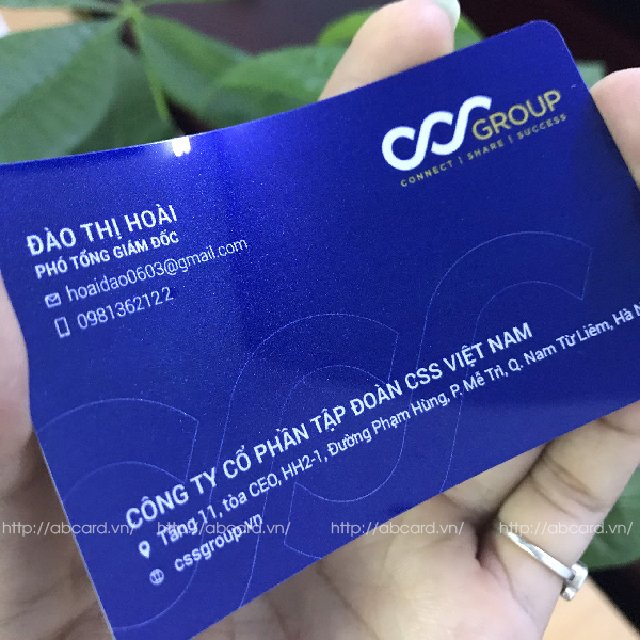 CSS GROUP
CONNECT | SHARE | SUCCESS
ĐÀO THỊ HOÀI
PHÓ TỔNG GIÁM ĐỐC
hoaidao0603@gmail.com
0981362122
CÔNG TY CỔ PHẦN TẬP ĐOÀN CSS VIỆT NAM
Tầng 11, tòa CEO, HH2-1, Đường Phạm Hùng, P. Mễ Trì, Q. Nam Từ Liêm, Hà
cssgroup.vn
http://abcard.vn/ http://abcard.vn/ http://abcard.vn/ http://abcard.vn/